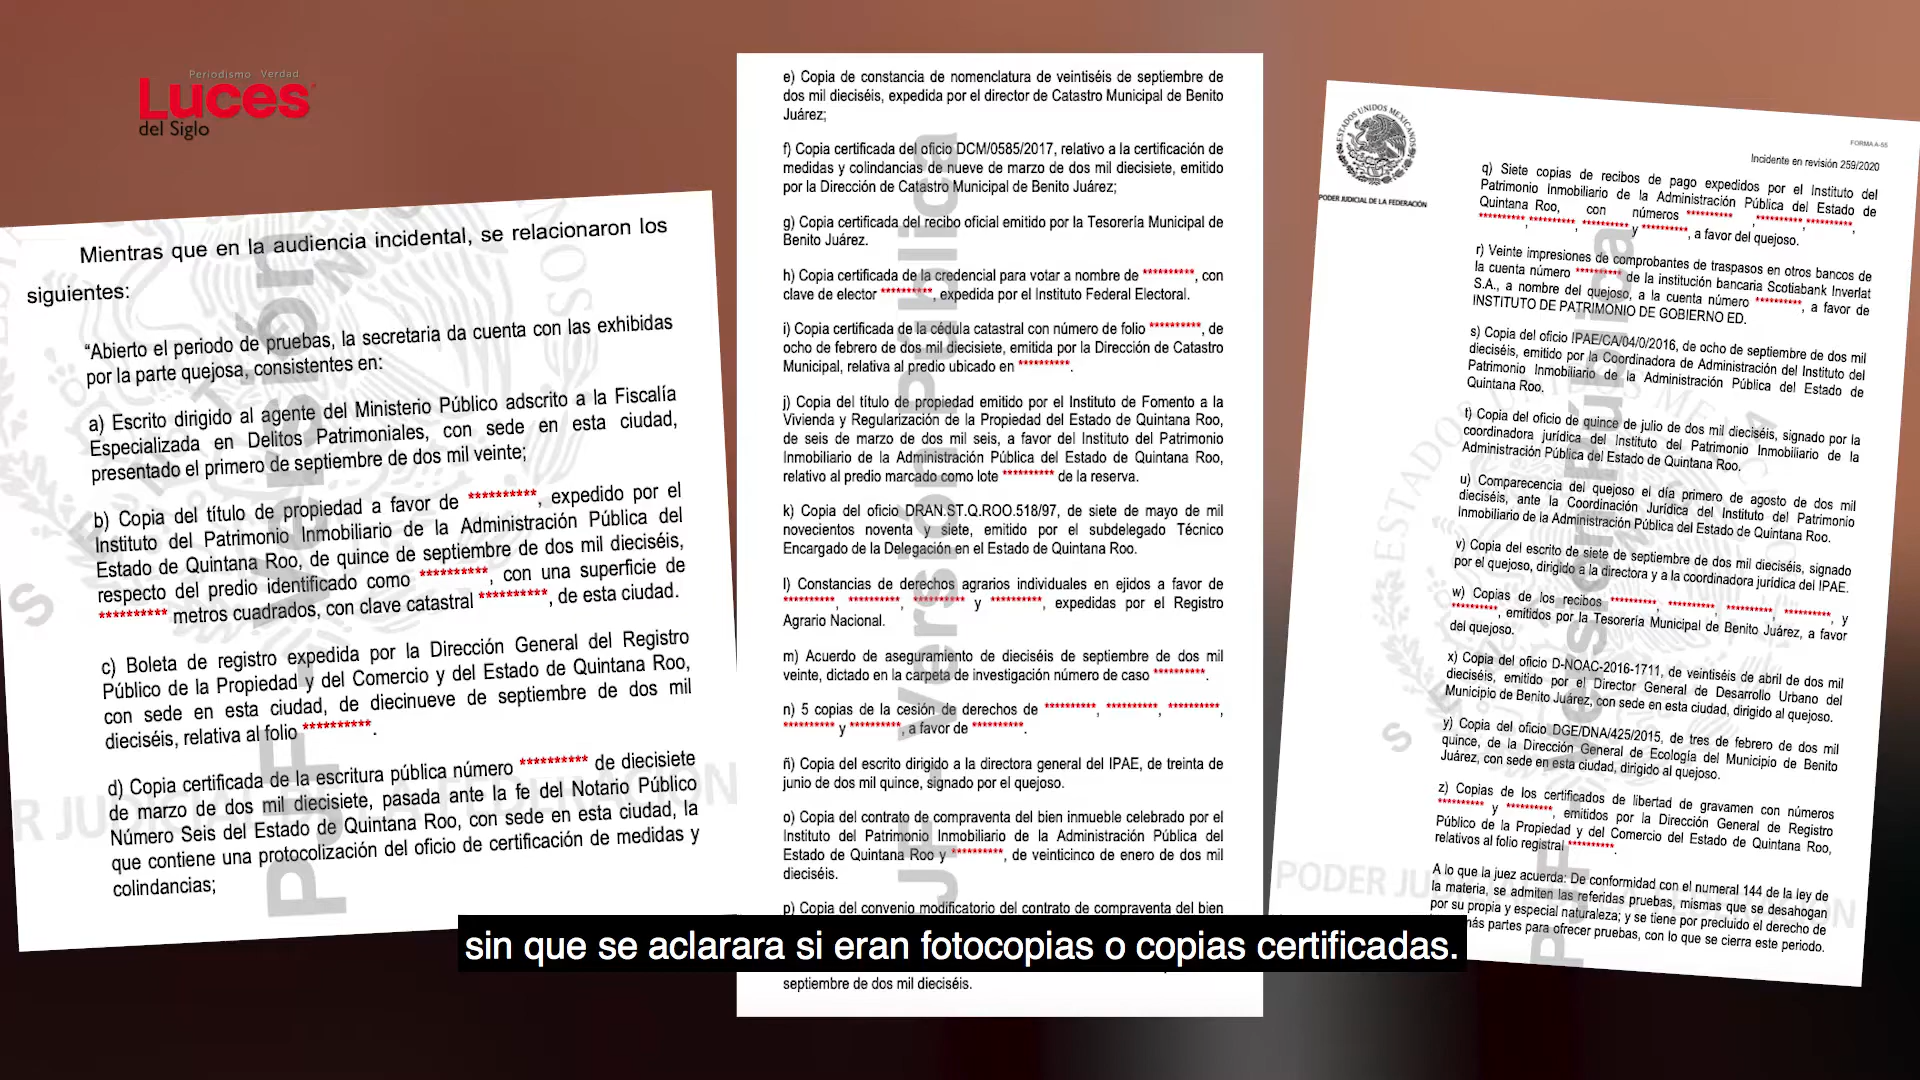 Periodismo Verdad
Luces
del Siglo
Mientras que en la audiencia incidental, se relacionaron los
siguientes:
“Abierto el periodo de pruebas, la secretaria da cuenta con las exhibidas
por la parte quejosa, consistentes en:
a) Escrito dirigido al agente del Ministerio Público adscrito a la Fiscalía
Especializada en Delitos Patrimoniales, con sede en esta ciudad,
presentado el primero de septiembre de dos mil veinte;
b) Copia del título de propiedad a favor de **********, expedido por el
Instituto del Patrimonio Inmobiliario de la Administración Pública del
Estado de Quintana Roo, de quince de septiembre de dos mil dieciséis,
respecto del predio identificado como **********, con una superficie de
********** metros cuadrados, con clave catastral **********, de esta ciudad.
c) Boleta de registro expedida por la Dirección General del Registro
Público de la Propiedad y del Comercio y del Estado de Quintana Roo,
con sede en esta ciudad, de diecinueve de septiembre de dos mil
dieciséis, relativa al folio **********.
d) Copia certificada de la escritura pública número ********** de diecisiete
de marzo de dos mil diecisiete, pasada ante la fe del Notario Público
Número Seis del Estado de Quintana Roo, con sede en esta ciudad, la
que contiene una protocolización del oficio de certificación de medidas y
colindancias;
PJF - Versión
e) Copia de constancia de nomenclatura de veintiséis de septiembre de
dos mil dieciséis, expedida por el director de Catastro Municipal de Benito
Juárez;
f) Copia certificada del oficio DCM/0585/2017, relativo a la certificación de
medidas y colindancias de nueve de marzo de dos mil diecisiete, emitido
por la Dirección de Catastro Municipal de Benito Juárez;
g) Copia certificada del recibo oficial emitido por la Tesorería Municipal de
Benito Juárez.
h) Copia certificada de la credencial para votar a nombre de **********, con
clave de elector **********, expedida por el Instituto Federal Electoral.
i) Copia certificada de la cédula catastral con número de folio **********, de
ocho de febrero de dos mil diecisiete, emitida por la Dirección de Catastro
Municipal, relativa al predio ubicado en **********.
j) Copia del título de propiedad emitido por el Instituto de Fomento a la
Vivienda y Regularización de la Propiedad del Estado de Quintana Roo,
de seis de marzo de dos mil seis, a favor del Instituto del Patrimonio
Inmobiliario de la Administración Pública del Estado de Quintana Roo,
relativo al predio marcado como lote ********** de la reserva.
k) Copia del oficio DRAN.ST.Q.ROO.518/97, de siete de mayo de mil
novecientos noventa y siete, emitido por el subdelegado Técnico
Encargado de la Delegación en el Estado de Quintana Roo.
l) Constancias de derechos agrarios individuales en ejidos a favor de
**********, **********, ********** y **********, expedidas por el Registro
Agrario Nacional.
m) Acuerdo de aseguramiento de dieciséis de septiembre de dos mil
veinte, dictado en la carpeta de investigación número de caso **********.
n) 5 copias de la cesión de derechos de **********, **********, **********,
********** y **********, a favor de **********.
ñ) Copia del escrito dirigido a la directora general del IPAE, de treinta de
junio de dos mil quince, signado por el quejoso.
o) Copia del contrato de compraventa del bien inmueble celebrado por el
Instituto del Patrimonio Inmobiliario de la Administración Pública del
Estado de Quintana Roo y **********, de veinticinco de enero de dos mil
dieciséis.
p) Copia del convenio modificatorio del contrato de compraventa del bien
septiembre de dos mil dieciséis.
JF - Versión pública
ESTADOS UNIDOS MEXICANOS
PODER JUDICIAL DE LA FEDERACIÓN
FORMA A-55
Incidente en revisión 259/2020
q) Siete copias de recibos de pago expedidos por el Instituto del
Patrimonio Inmobiliario de la Administración Pública del Estado de
Quintana Roo, con números **********, **********, **********,
**********, **********, ********** y **********, a favor del quejoso.
r) Veinte impresiones de comprobantes de traspasos en otros bancos de
la cuenta número ********** de la institución bancaria Scotiabank Inverlat
S.A., a nombre del quejoso, a la cuenta número **********, a favor de
INSTITUTO DE PATRIMONIO DE GOBIERNO ED.
s) Copia del oficio IPAE/CA/04/0/2016, de ocho de septiembre de dos mil
dieciséis, emitido por la Coordinadora de Administración del Instituto del
Patrimonio Inmobiliario de la Administración Pública del Estado de
Quintana Roo.
t) Copia del oficio de quince de julio de dos mil dieciséis, signado por la
coordinadora jurídica del Instituto del Patrimonio Inmobiliario de la
Administración Pública del Estado de Quintana Roo.
u) Comparecencia del quejoso el día primero de agosto de dos mil
dieciséis, ante la Coordinación Jurídica del Instituto del Patrimonio
Inmobiliario de la Administración Pública del Estado de Quintana Roo.
v) Copia del escrito de siete de septiembre de dos mil dieciséis, signado
por el quejoso, dirigido a la directora y a la coordinadora jurídica del IPAE.
w) Copias de los recibos **********, **********, **********, **********, y
**********, emitidos por la Tesorería Municipal de Benito Juárez, a favor
del quejoso.
x) Copia del oficio D-NOAC-2016-1711, de veintiséis de abril de dos mil
dieciséis, emitido por el Director General de Desarrollo Urbano del
Municipio de Benito Juárez, con sede en esta ciudad, dirigido al quejoso.
y) Copia del oficio DGE/DNA/425/2015, de tres de febrero de dos mil
quince, de la Dirección General de Ecología del Municipio de Benito
Juárez, con sede en esta ciudad, dirigido al quejoso.
z) Copias de los certificados de libertad de gravamen con números
********** y **********, emitidos por la Dirección General de Registro
Público de la Propiedad y del Comercio del Estado de Quintana Roo,
relativos al folio registral **********.
A lo que la juez acuerda: De conformidad con el numeral 144 de la ley de
la materia, se admiten las referidas pruebas, mismas que se desahogan
por su propia y especial naturaleza; y se tiene por precluido el derecho de
más partes para ofrecer pruebas, con lo que se cierra este periodo.
sin que se aclarara si eran fotocopias o copias certificadas.